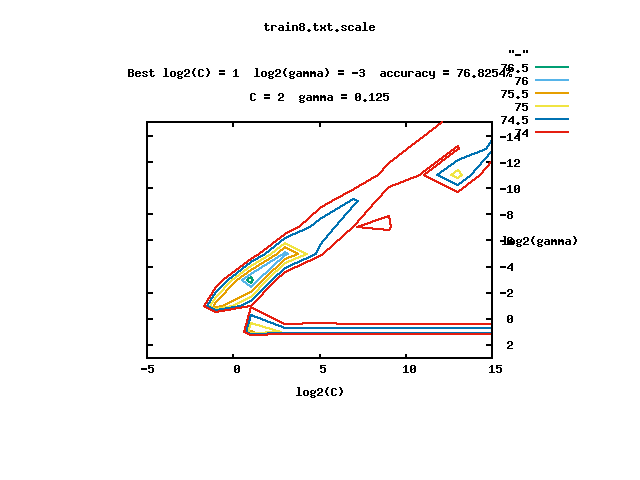 train8.txt.scale
"-"
Best log2(C) = 1 log2(gamma) = -3 accuracy = 76.8254%
76.5
76
75.5
C = 2 gamma = 0.125
75
74.5
74
-14
-12
-10
-8
-6
log2(gamma)
-4
-2
0
2
-5 0 5 10 15
log2(C)